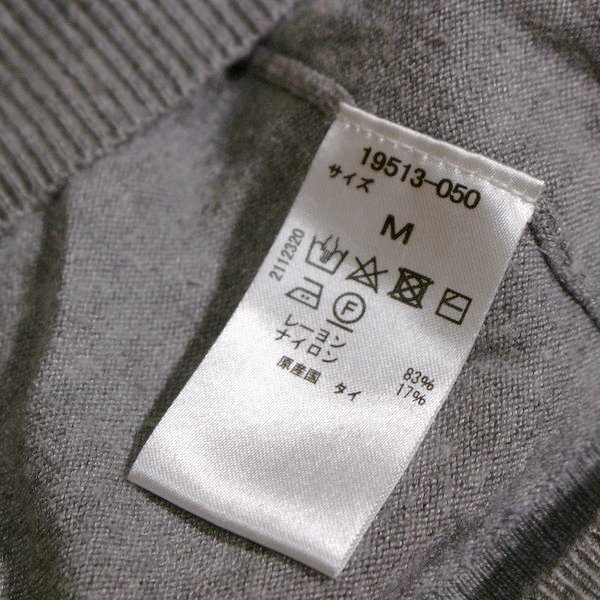 19513-050
サイズ
M
2112320
F
レーヨン 83%
ナイロン 17%
原産国 タイ